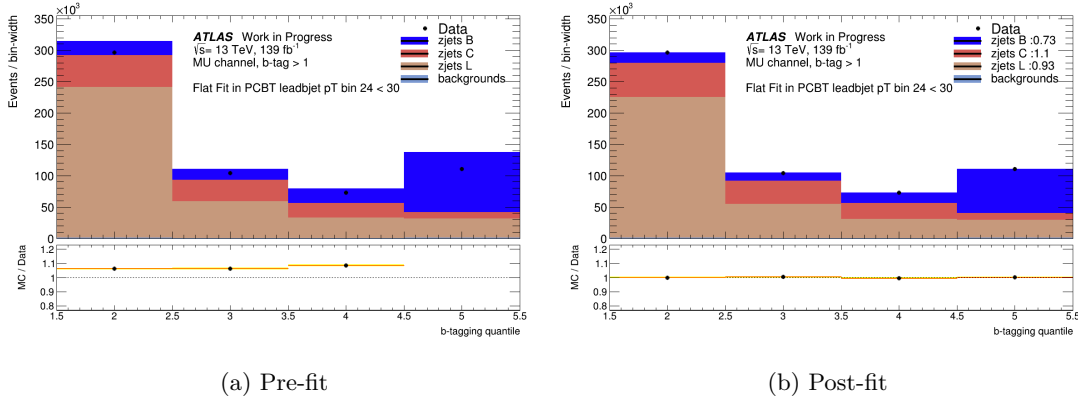 ×10³
350
300
250
200
150
100
50
0
Events / bin-width
ATLAS Work in Progress
√s= 13 TeV, 139 fb⁻¹
MU channel, b-tag > 1
Flat Fit in PCBT leadbjet pT bin 24 < 30
Data
zjets B
zjets C
zjets L
backgrounds
1.2
1.1
1
0.9
0.8
MC / Data
1.5 2 2.5 3 3.5 4 4.5 5 5.5
b-tagging quantile
(a) Pre-fit
×10³
350
300
250
200
150
100
50
0
Events / bin-width
ATLAS Work in Progress
√s= 13 TeV, 139 fb⁻¹
MU channel, b-tag > 1
Flat Fit in PCBT leadbjet pT bin 24 < 30
Data
zjets B :0.73
zjets C :1.1
zjets L :0.93
backgrounds
1.2
1.1
1
0.9
0.8
MC / Data
1.5 2 2.5 3 3.5 4 4.5 5 5.5
b-tagging quantile
(b) Post-fit